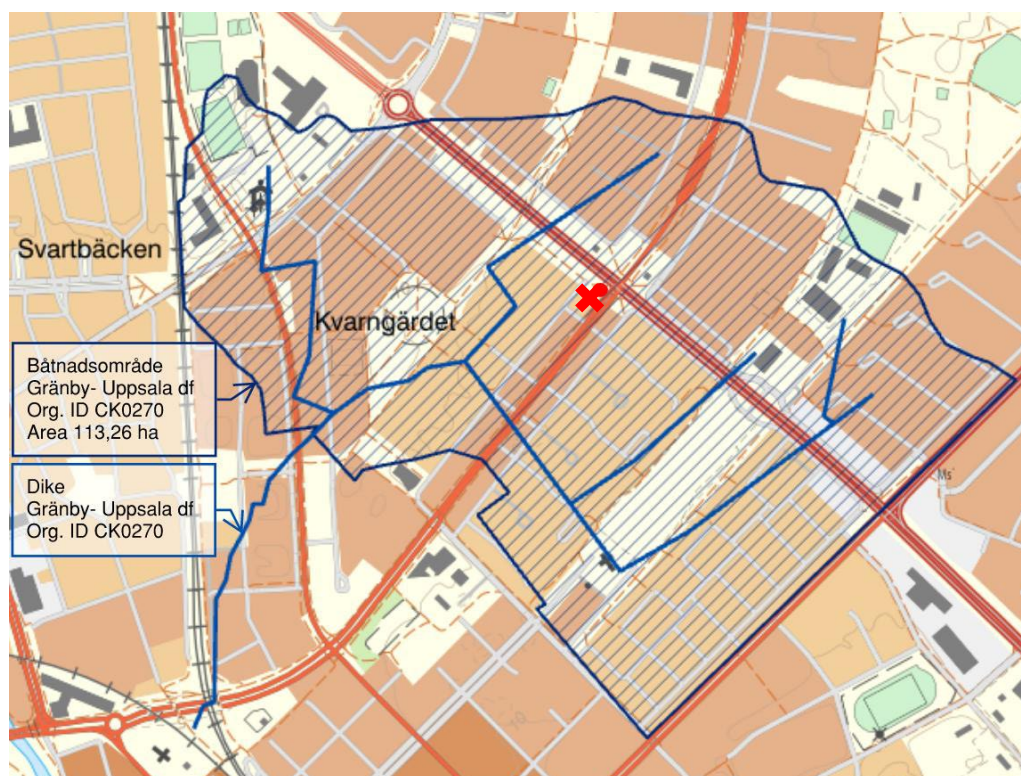 Svartbäcken
Kvarngärdet
Båtnadsområde
Gränby- Uppsala df
Org. ID CK0270
Area 113,26 ha
Dike
Gränby- Uppsala df
Org. ID CK0270
Ms